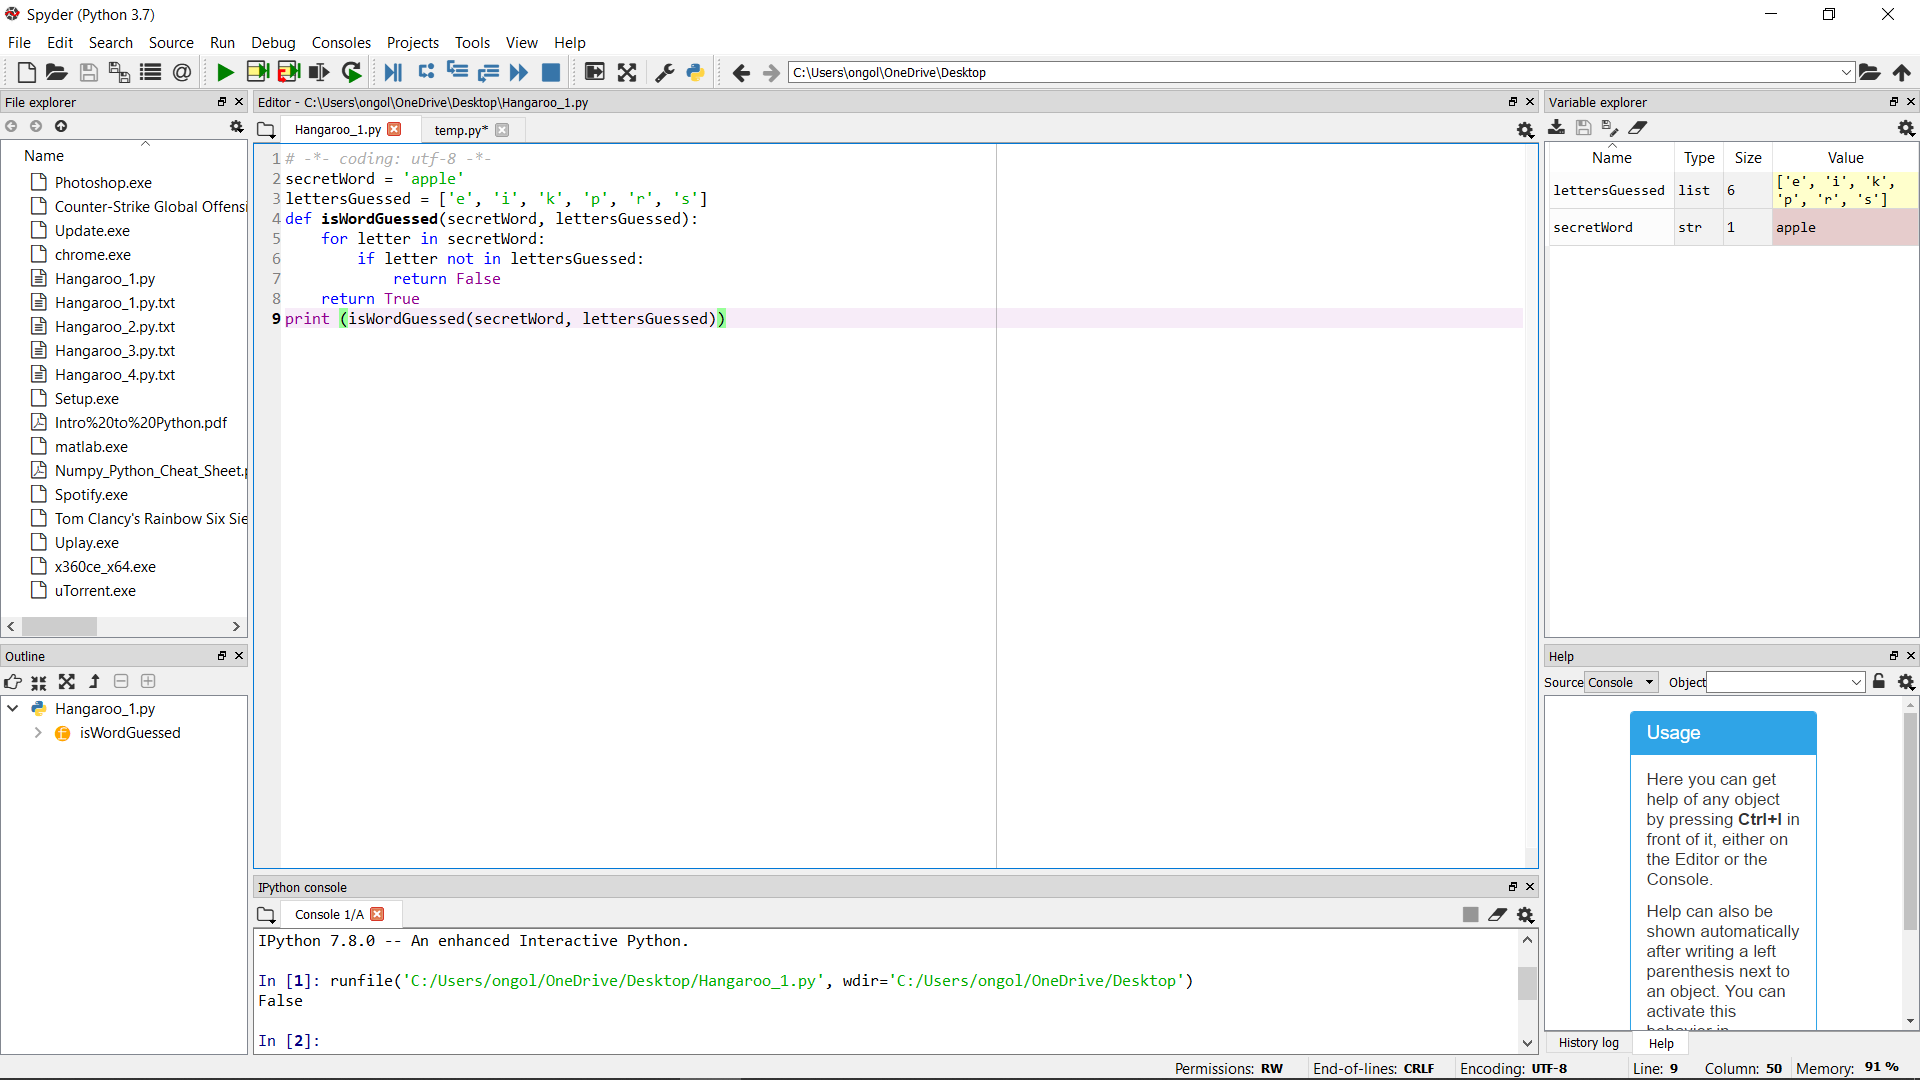 Spyder (Python 3.7)
File Edit Search Source Run Debug Consoles Projects Tools View Help
C:\Users\ongol\OneDrive\Desktop
File explorer
Name
Photoshop.exe
Counter-Strike Global Offensi
Update.exe
chrome.exe
Hangaroo_1.py
Hangaroo_1.py.txt
Hangaroo_2.py.txt
Hangaroo_3.py.txt
Hangaroo_4.py.txt
Setup.exe
Intro%20to%20Python.pdf
matlab.exe
Numpy_Python_Cheat_Sheet.p
Spotify.exe
Tom Clancy's Rainbow Six Sie
Uplay.exe
x360ce_x64.exe
uTorrent.exe
Outline
Hangaroo_1.py
isWordGuessed
Editor - C:\Users\ongol\OneDrive\Desktop\Hangaroo_1.py
Hangaroo_1.py temp.py*
1 # -*- coding: utf-8 -*-
2 secretWord = 'apple'
3 lettersGuessed = ['e', 'i', 'k', 'p', 'r', 's']
4 def isWordGuessed(secretWord, lettersGuessed):
5     for letter in secretWord:
6         if letter not in lettersGuessed:
7             return False
8     return True
9 print (isWordGuessed(secretWord, lettersGuessed))
IPython console
Console 1/A
IPython 7.8.0 -- An enhanced Interactive Python.
In [1]: runfile('C:/Users/ongol/OneDrive/Desktop/Hangaroo_1.py', wdir='C:/Users/ongol/OneDrive/Desktop')
False
In [2]:
Variable explorer
Name Type Size Value
lettersGuessed list 6 ['e', 'i', 'k',
'p', 'r', 's']
secretWord str 1 apple
Help
Source Console Object
Usage
Here you can get
help of any object
by pressing Ctrl+I in
front of it, either on
the Editor or the
Console.
Help can also be
shown automatically
after writing a left
parenthesis next to
an object. You can
activate this
behavior in
History log Help
Permissions: RW End-of-lines: CRLF Encoding: UTF-8 Line: 9 Column: 50 Memory: 91 %